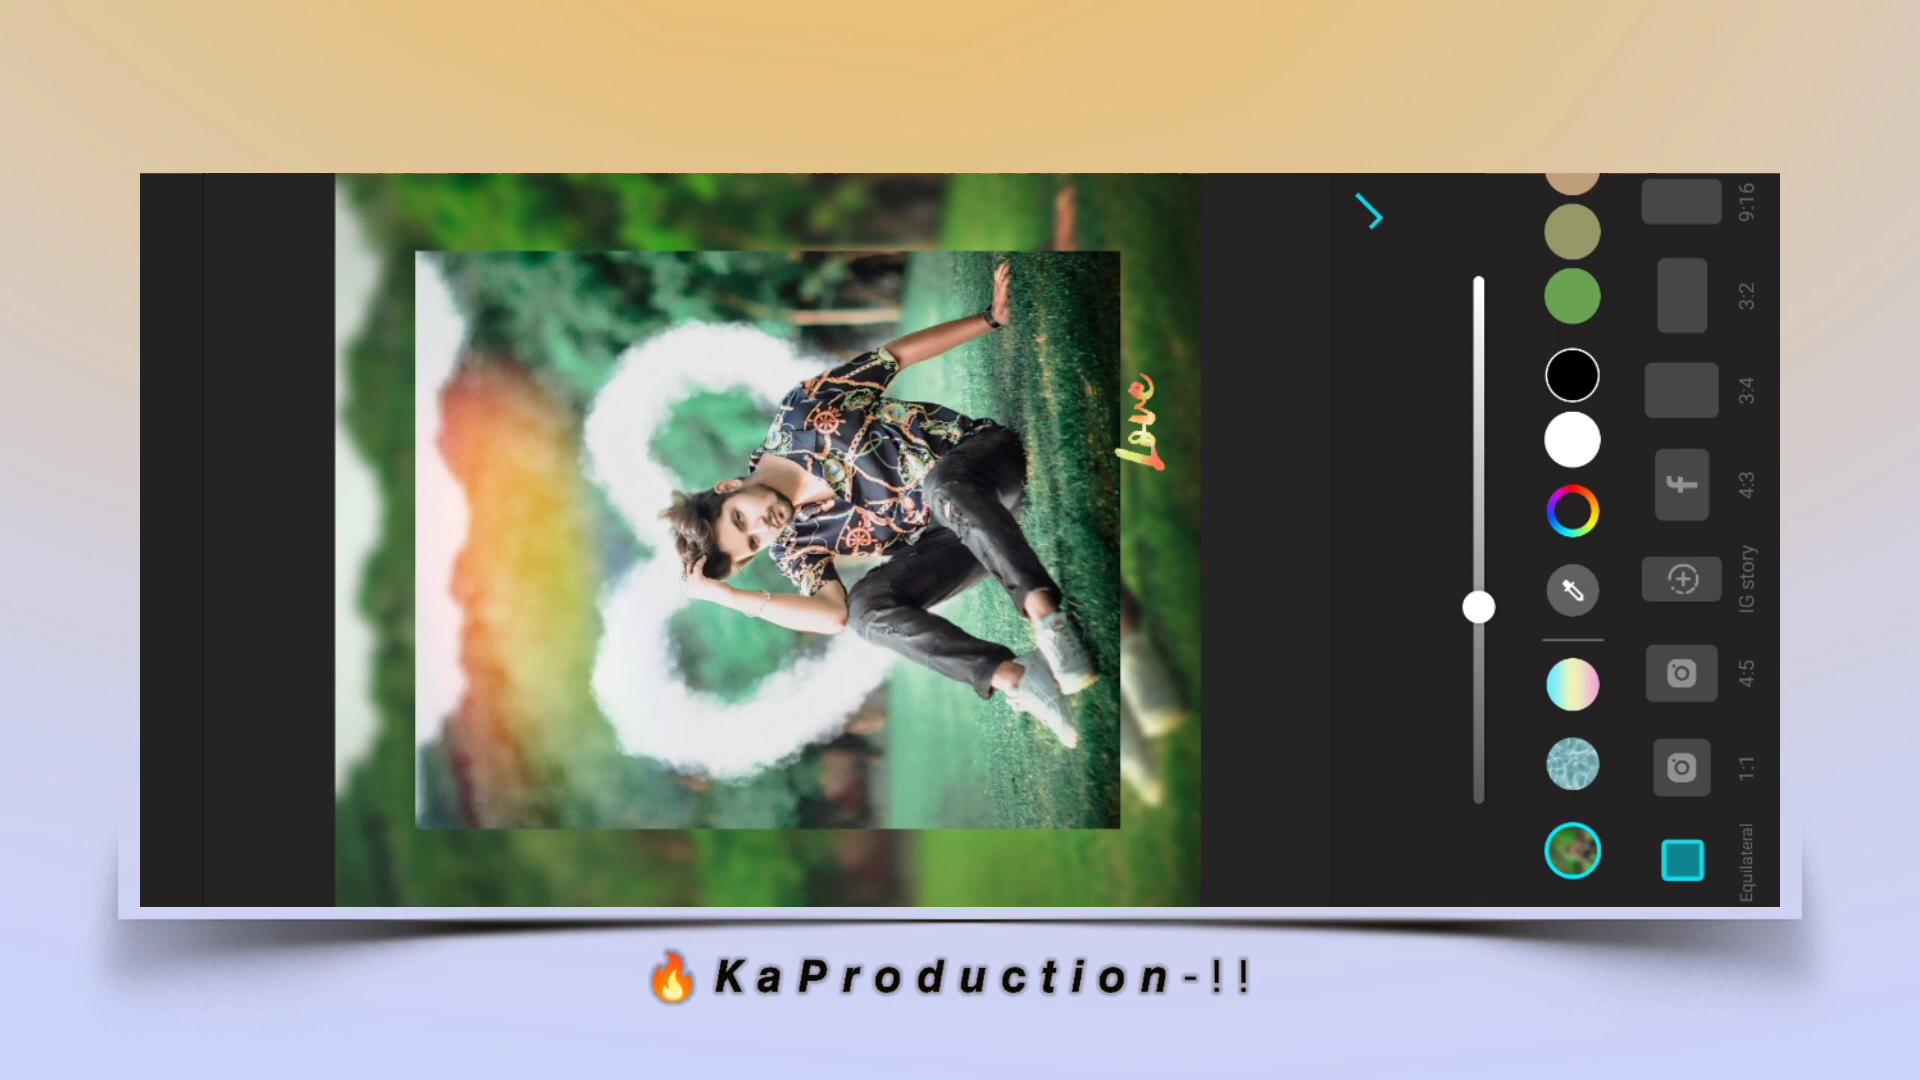 Love
Equilateral
1:1
4:5
IG story
4:3
3:4
3:2
9:16
🔥 KaProduction-!!